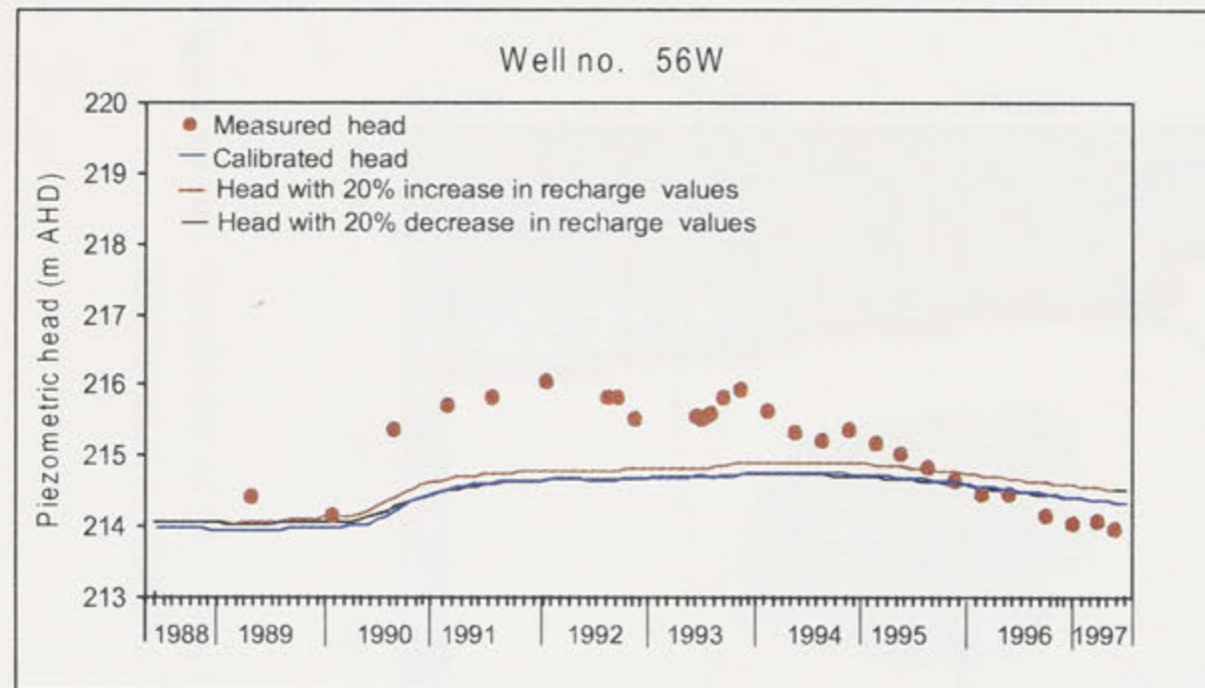 Well no. 56W
Piezometric head (m AHD)
220
219
218
217
216
215
214
213
Measured head
Calibrated head
Head with 20% increase in recharge values
Head with 20% decrease in recharge values
1988 1989 1990 1991 1992 1993 1994 1995 1996 1997